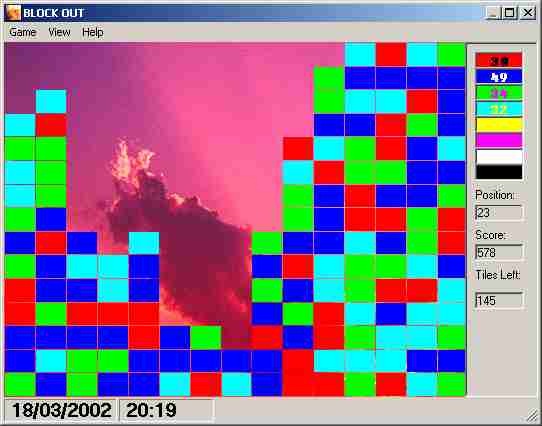 BLOCK OUT
Game View Help
39
49
34
32
Position:
23
Score:
578
Tiles Left:
145
18/03/2002 20:19